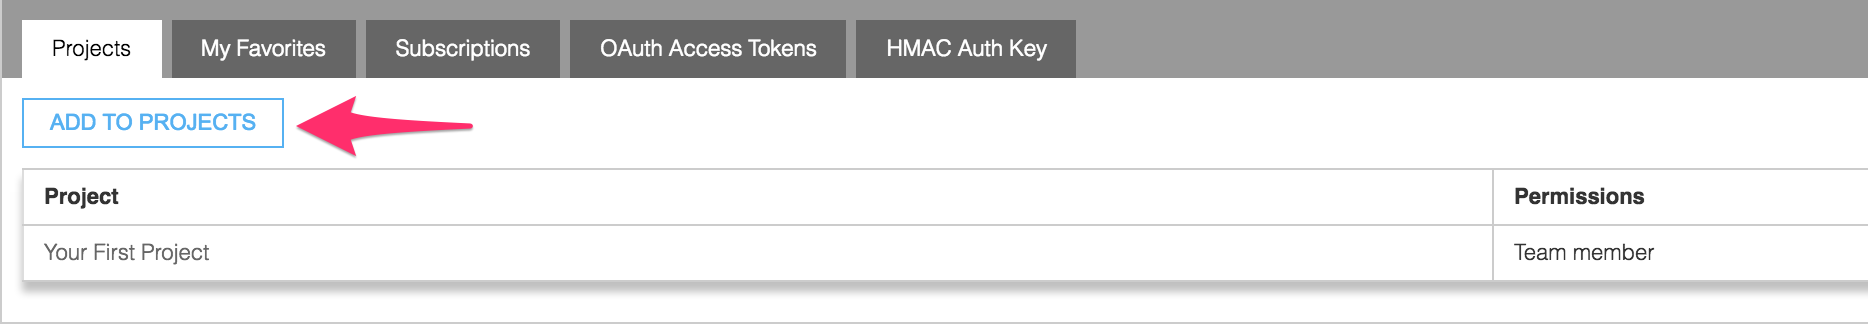 Projects My Favorites Subscriptions OAuth Access Tokens HMAC Auth Key
ADD TO PROJECTS
Project Permissions
Your First Project Team member